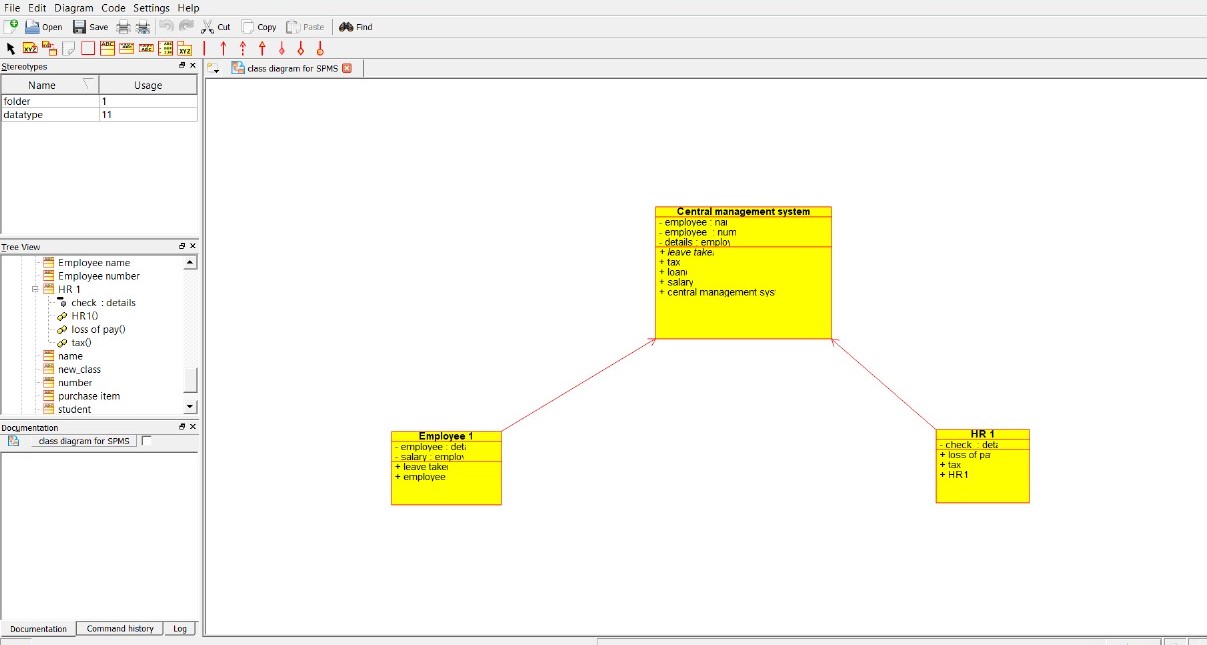 File Edit Diagram Code Settings Help
Open Save Cut Copy Paste Find
Stereotypes
Name Usage
folder 1
datatype 11
Tree View
Employee name
Employee number
HR 1
check : details
HR1()
loss of pay()
tax()
name
new_class
number
purchase item
student
Documentation
class diagram for SPMS
Documentation Command history Log
class diagram for SPMS
Central management system
- employee : nar
- employee : num
- details : employ
+ leave taker
+ tax
+ loan
+ salary
+ central management syst
Employee 1
- employee : deta
- salary : employ
+ leave taker
+ employee
HR 1
- check : deta
+ loss of pa
+ tax
+ HR1